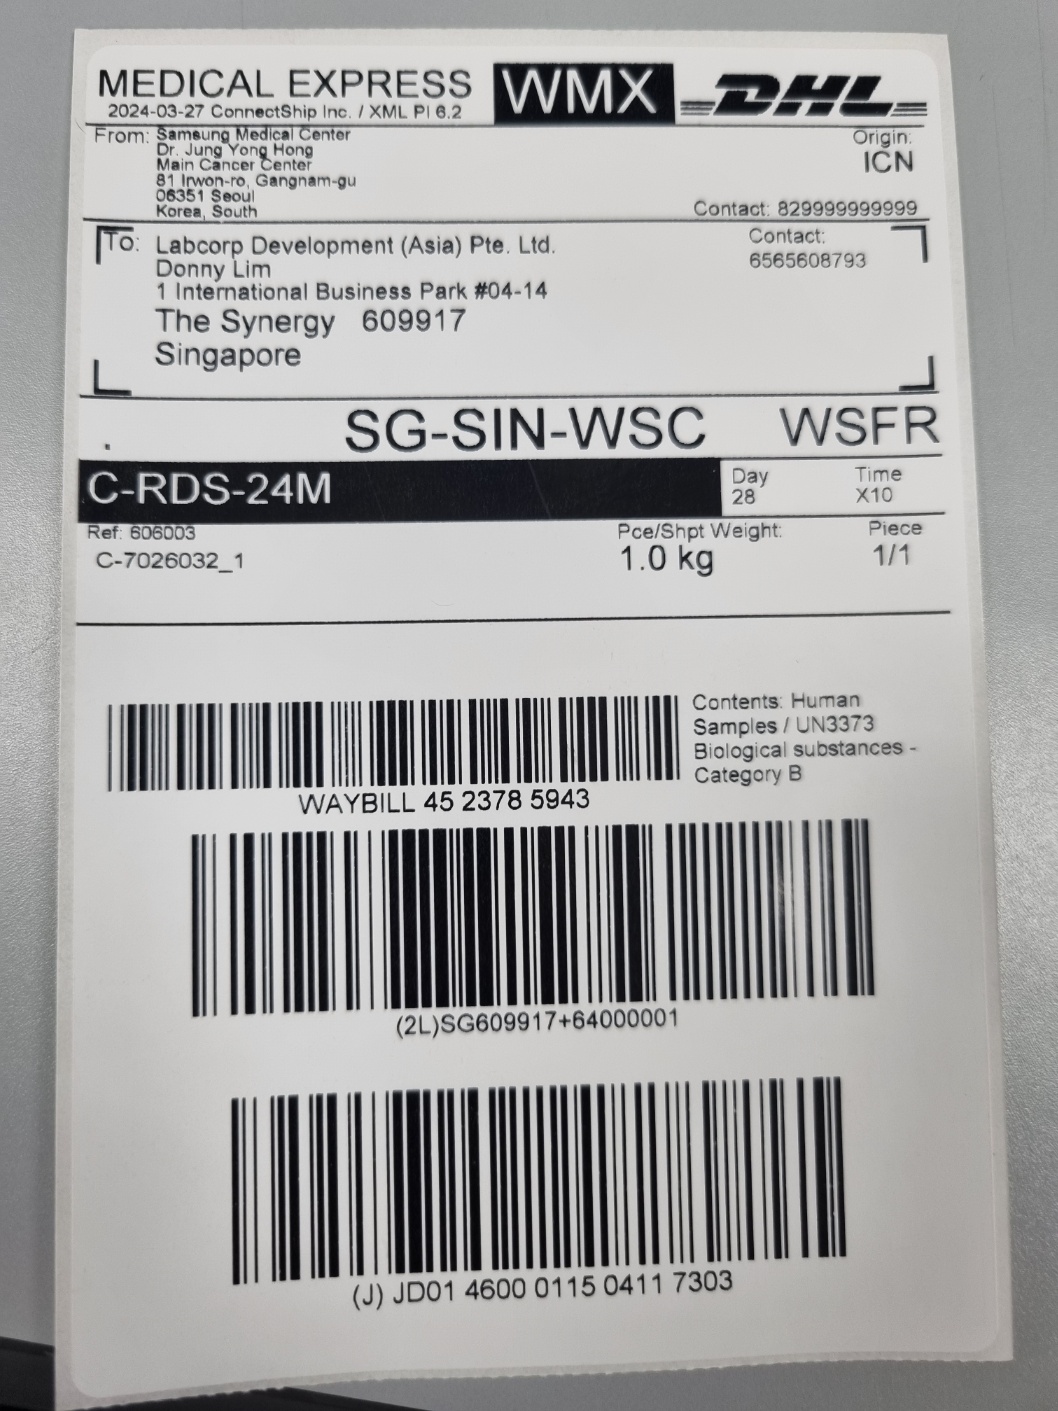 MEDICAL EXPRESS WMX DHL
2024-03-27 ConnectShip Inc. / XML PI 6.2
From: Samsung Medical Center
Dr. Jung Yong Hong
Main Cancer Center
81 Irwon-ro, Gangnam-gu
06351 Seoul
Korea, South
Origin:
ICN
Contact: 829999999999
To: Labcorp Development (Asia) Pte. Ltd.
Donny Lim
1 International Business Park #04-14
The Synergy 609917
Singapore
Contact:
6565608793
SG-SIN-WSC WSFR
C-RDS-24M
Day
28
Time
X10
Ref: 606003
C-7026032_1
Pce/Shpt Weight:
1.0 kg
Piece
1/1
Contents: Human
Samples / UN3373
Biological substances -
Category B
WAYBILL 45 2378 5943
(2L)SG609917+64000001
(J) JD01 4600 0115 0411 7303